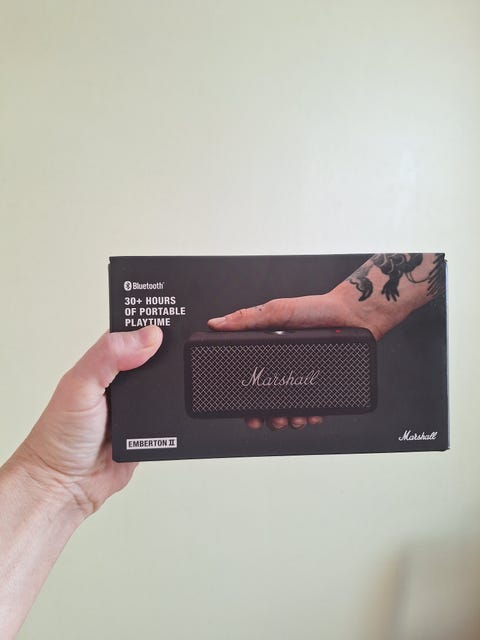 Bluetooth
30+ HOURS
OF PORTABLE
PLAYTIME
Marshall
EMBERTON II
Marshall